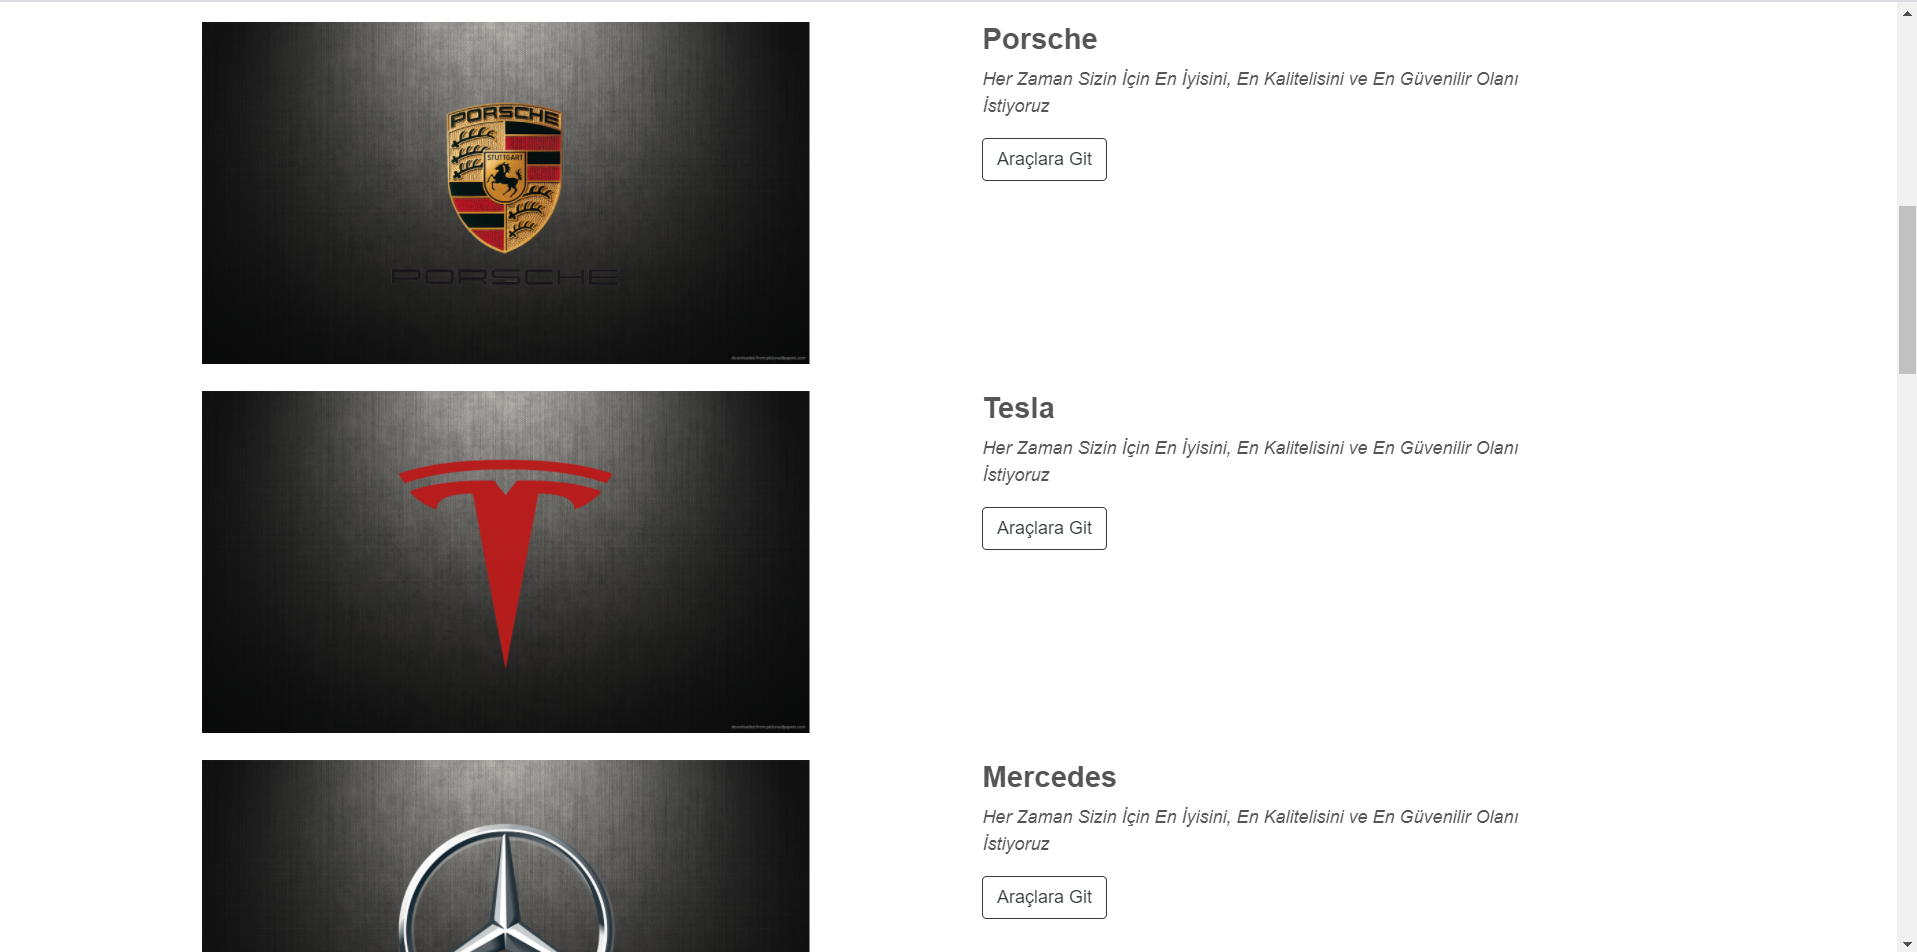 PORSCHE
STUTTGART
PORSCHE
Porsche
Her Zaman Sizin İçin En İyisini, En Kalitelisini ve En Güvenilir Olanı
İstiyoruz
Araçlara Git
Tesla
Her Zaman Sizin İçin En İyisini, En Kalitelisini ve En Güvenilir Olanı
İstiyoruz
Araçlara Git
Mercedes
Her Zaman Sizin İçin En İyisini, En Kalitelisini ve En Güvenilir Olanı
İstiyoruz
Araçlara Git